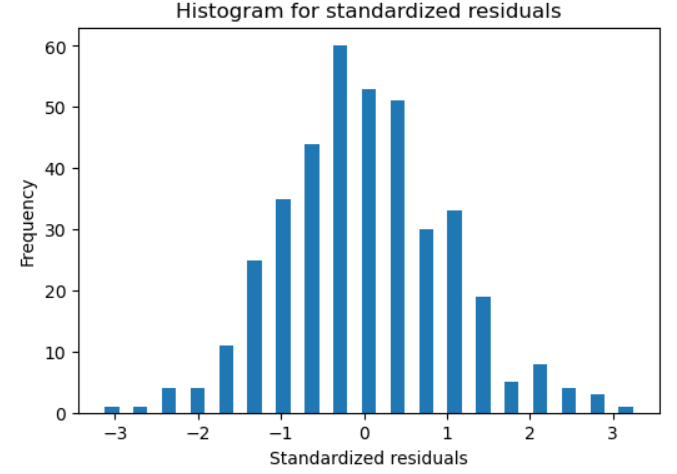 Histogram for standardized residuals
60
50
40
30
20
10
0
Frequency
−3 −2 −1 0 1 2 3
Standardized residuals